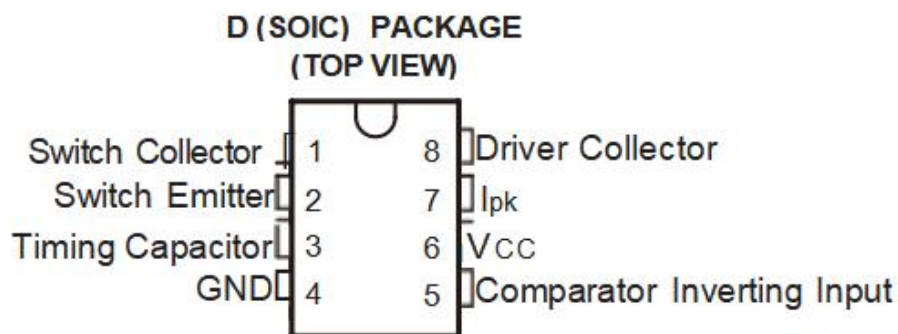 D (SOIC) PACKAGE
(TOP VIEW)
Switch Collector 1 8 Driver Collector
Switch Emitter 2 7 Ipk
Timing Capacitor 3 6 VCC
GND 4 5 Comparator Inverting Input